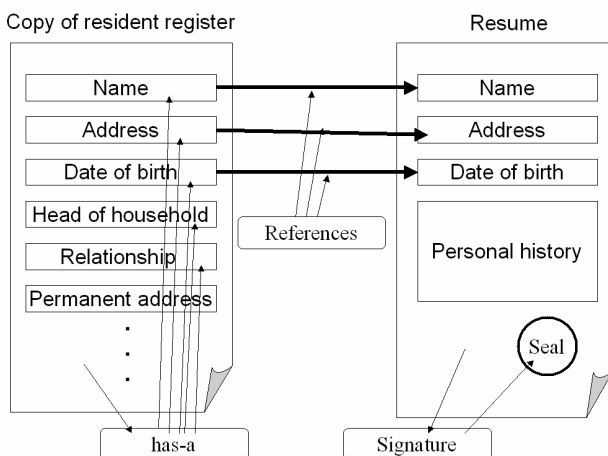 Copy of resident register
Name
Address
Date of birth
Head of household
Relationship
Permanent address
has-a
References
Resume
Name
Address
Date of birth
Personal history
Seal
Signature